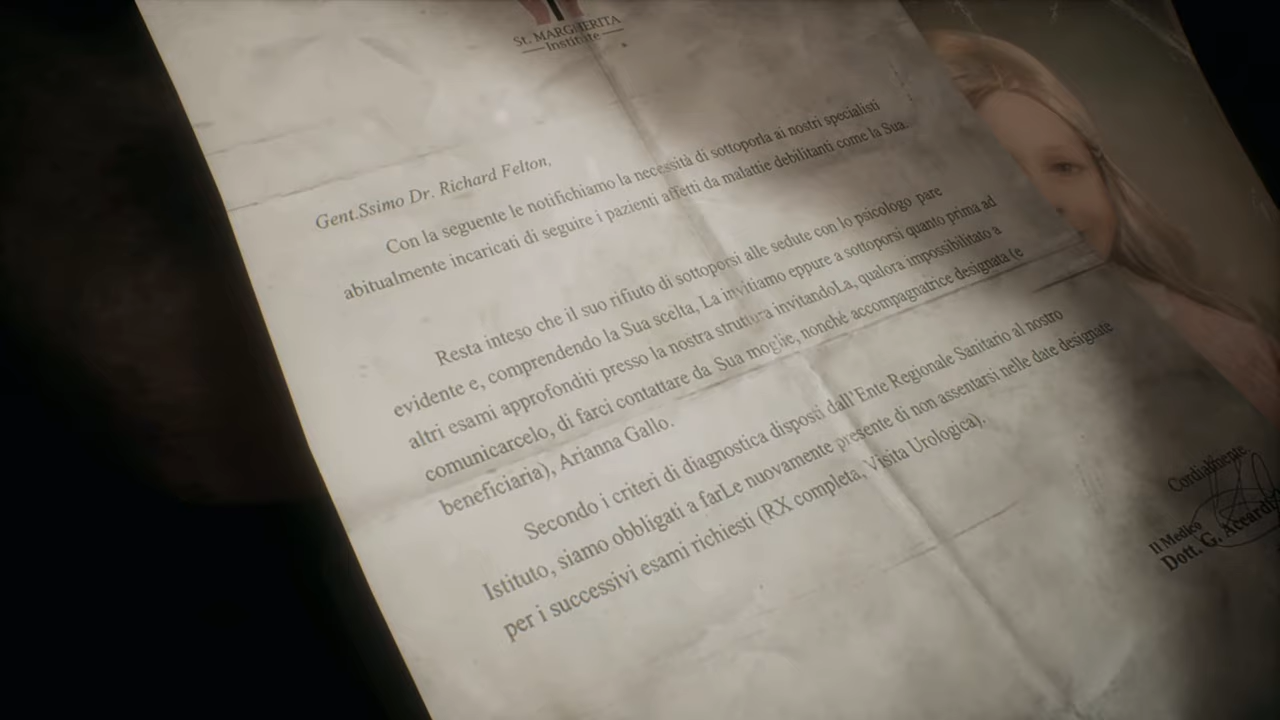 St. MARGHERITA
Institute
Gent.Ssimo Dr. Richard Felton,
Con la seguente le notifichiamo la necessità di sottoporla ai nostri specialisti
abitualmente incaricati di seguire i pazienti affetti da malattie debilitanti come la Sua.
Resta inteso che il suo rifiuto di sottoporsi alle sedute con lo psicologo pare
evidente e, comprendendo la Sua scelta, La invitiamo eppure a sottoporsi quanto prima ad
altri esami approfonditi presso la nostra struttura invitandoLa, qualora impossibilitato a
comunicarcelo, di farci contattare da Sua moglie, nonché accompagnatrice designata (e
beneficiaria), Arianna Gallo.
Secondo i criteri di diagnostica disposti dall'Ente Regionale Sanitario al nostro
Istituto, siamo obbligati a farLe nuovamente presente di non assentarsi nelle date designate
per i successivi esami richiesti (RX completa, Visita Urologica).
Cordialmente
Il Medico
Dott. G.